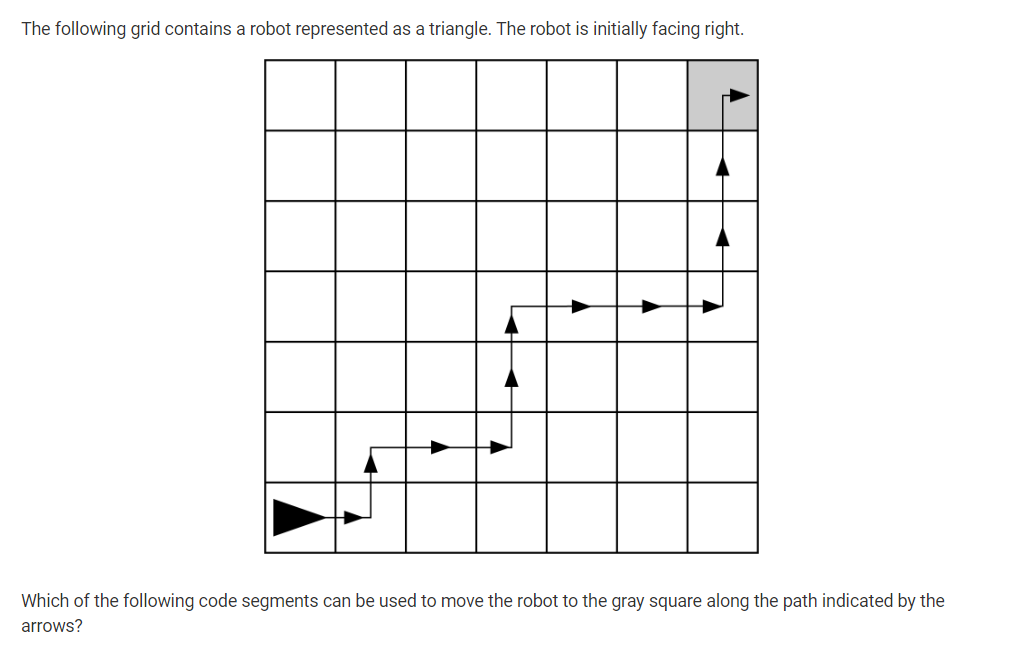 The following grid contains a robot represented as a triangle. The robot is initially facing right.
Which of the following code segments can be used to move the robot to the gray square along the path indicated by the
arrows?